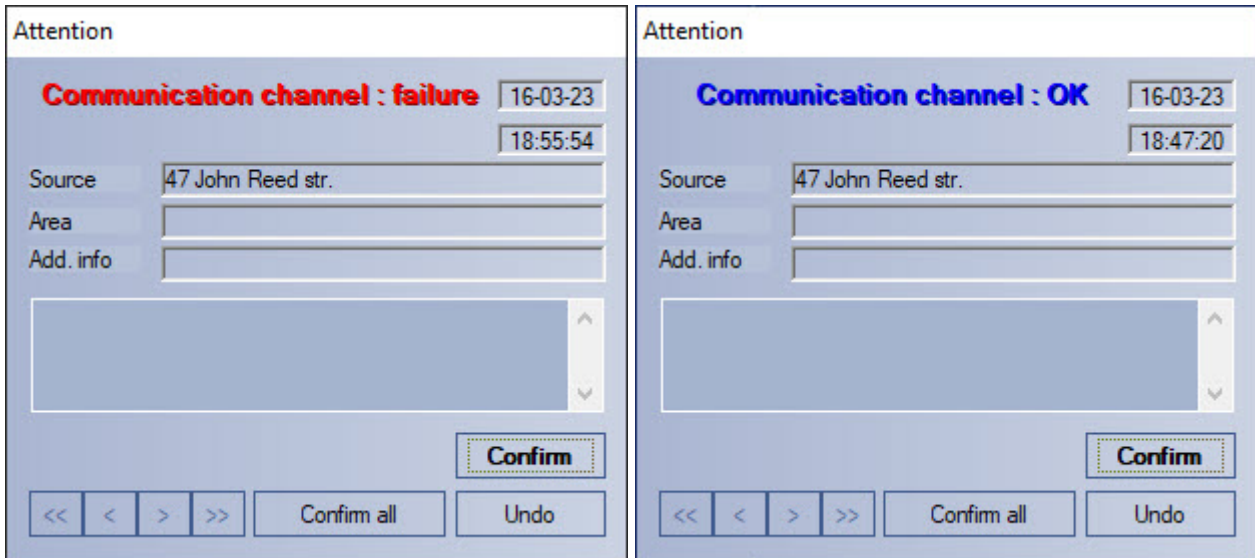 Attention
Communication channel : failure 16-03-23
18:55:54
Source 47 John Reed str.
Area
Add. info
Confirm
<< < > >> Confirm all Undo
Attention
Communication channel : OK 16-03-23
18:47:20
Source 47 John Reed str.
Area
Add. info
Confirm
<< < > >> Confirm all Undo